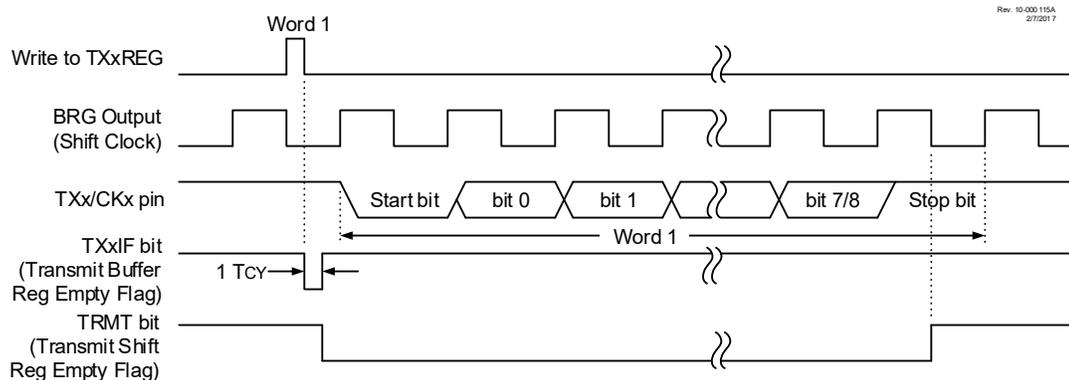 Rev. 10-000 115A
2/7/2017
Word 1
Write to TXxREG
BRG Output
(Shift Clock)
TXx/CKx pin
Start bit
bit 0
bit 1
bit 7/8
Stop bit
Word 1
TXxIF bit
(Transmit Buffer
Reg Empty Flag)
1 TCY
TRMT bit
(Transmit Shift
Reg Empty Flag)